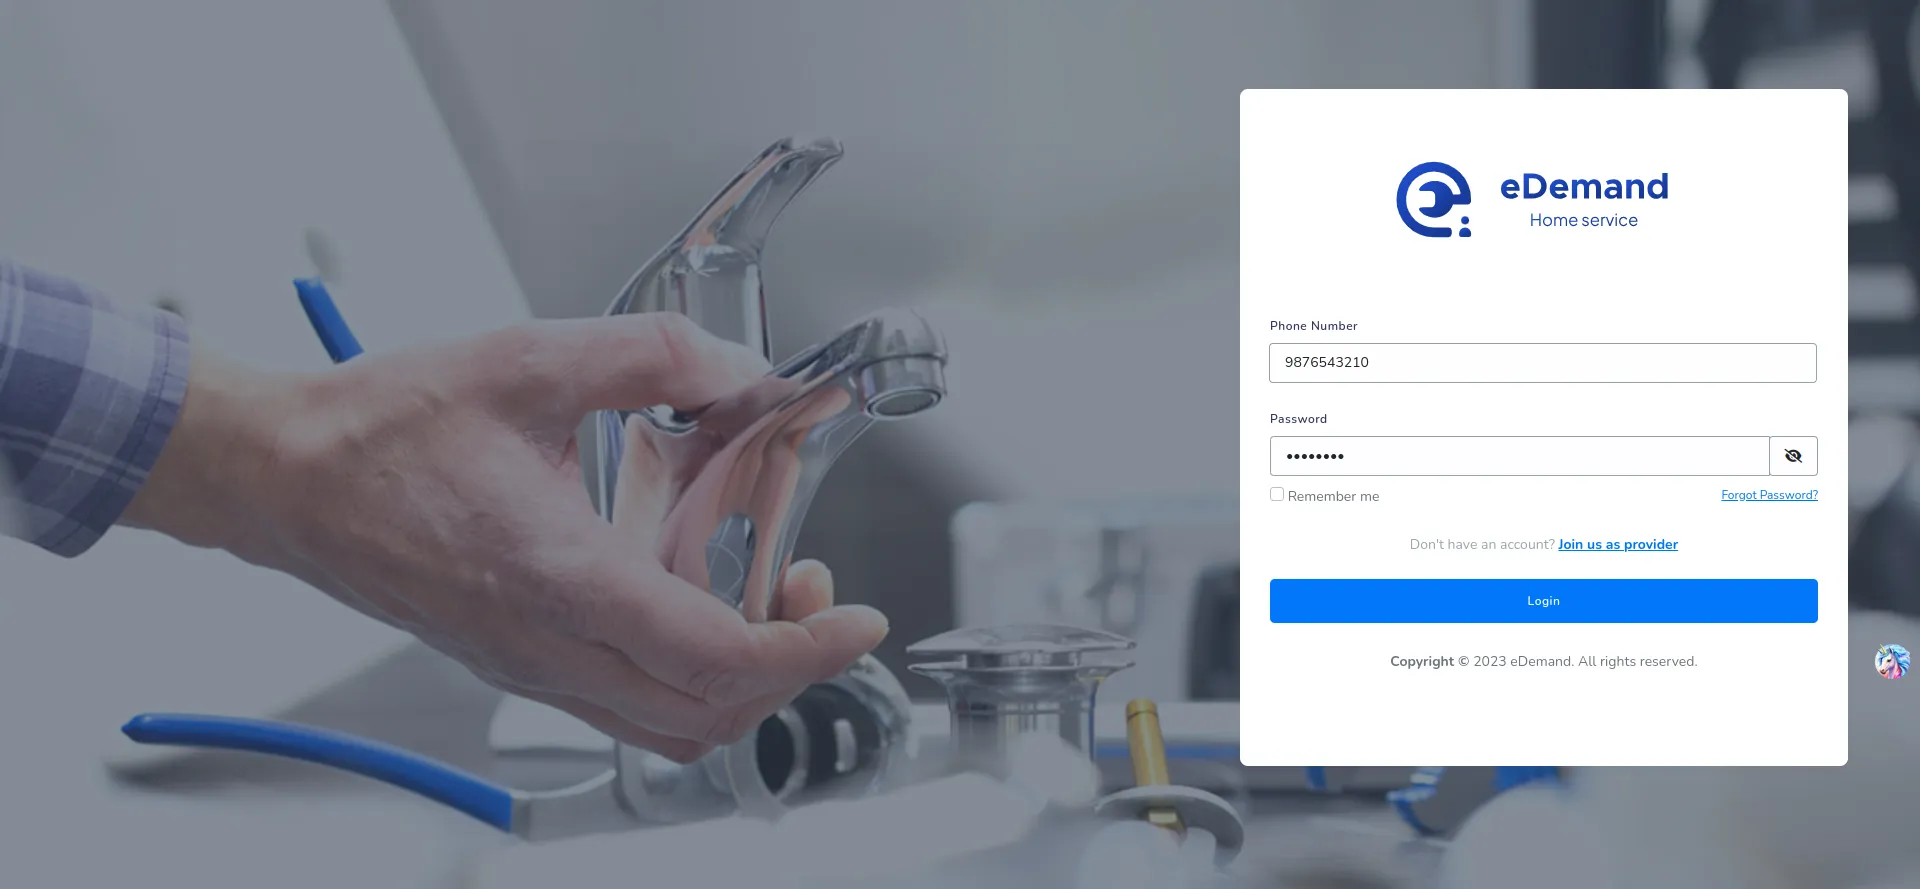 eDemand
Home service
Phone Number
9876543210
Password
••••••••
Remember me
Forgot Password?
Don't have an account? Join us as provider
Login
Copyright © 2023 eDemand. All rights reserved.